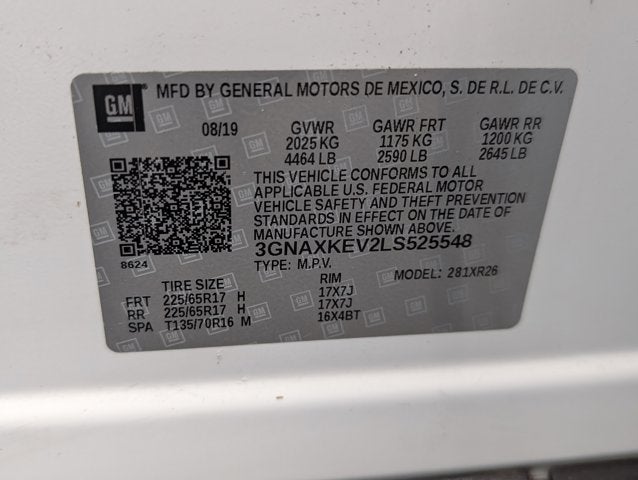 GM MFD BY GENERAL MOTORS DE MEXICO, S. DE R.L. DE C.V.
08/19 GVWR GAWR FRT GAWR RR
2025 KG 1175 KG 1200 KG
4464 LB 2590 LB 2645 LB
THIS VEHICLE CONFORMS TO ALL
APPLICABLE U.S. FEDERAL MOTOR
VEHICLE SAFETY AND THEFT PREVENTION
STANDARDS IN EFFECT ON THE DATE OF
MANUFACTURE SHOWN ABOVE.
3GNAXKEV2LS525548
8624 TYPE: M.P.V. MODEL: 281XR26
TIRE SIZE RIM
FRT 225/65R17 H 17X7J
RR 225/65R17 H 17X7J
SPA T135/70R16 M 16X4BT